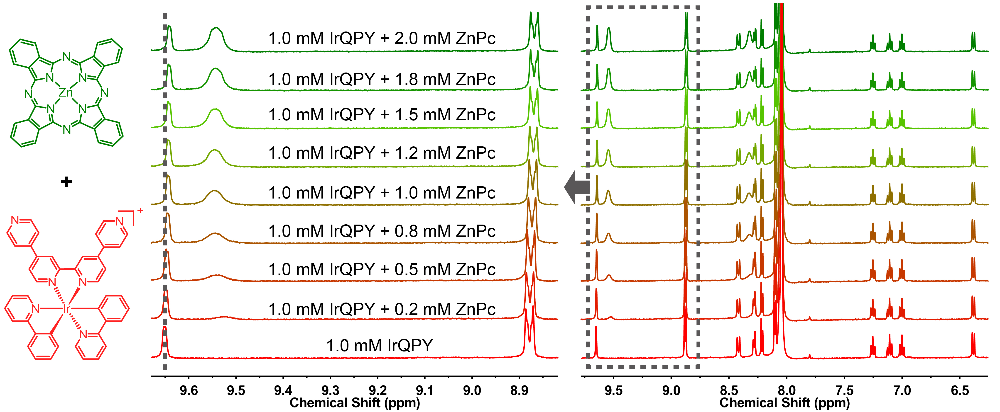 N
N
N
N
Zn
N
N
N
N
+
N
N
+
N
N
N
Ir
N
1.0 mM IrQPY + 2.0 mM ZnPc
1.0 mM IrQPY + 1.8 mM ZnPc
1.0 mM IrQPY + 1.5 mM ZnPc
1.0 mM IrQPY + 1.2 mM ZnPc
1.0 mM IrQPY + 1.0 mM ZnPc
1.0 mM IrQPY + 0.8 mM ZnPc
1.0 mM IrQPY + 0.5 mM ZnPc
1.0 mM IrQPY + 0.2 mM ZnPc
1.0 mM IrQPY
9.6 9.5 9.4 9.3 9.2 9.1 9.0 8.9
Chemical Shift (ppm)
9.5 9.0 8.5 8.0 7.5 7.0 6.5
Chemical Shift (ppm)